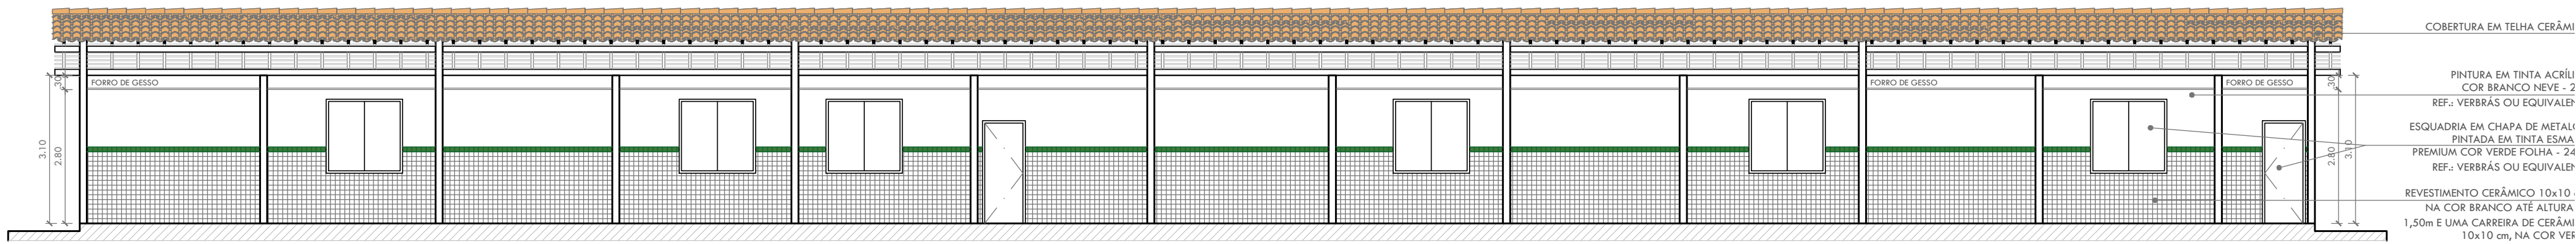 COBERTURA EM TELHA CERÂMI
FORRO DE GESSO
FORRO DE GESSO
FORRO DE GESSO
30
3.10
2.80
30
2.80
3.10
PINTURA EM TINTA ACRÍLI
COR BRANCO NEVE - 2
REF.: VERBRÁS OU EQUIVALEN
ESQUADRIA EM CHAPA DE METALO
PINTADA EM TINTA ESMA
PREMIUM COR VERDE FOLHA - 24
REF.: VERBRÁS OU EQUIVALEN
REVESTIMENTO CERÂMICO 10x10
NA COR BRANCO ATÉ ALTURA
1,50m E UMA CARREIRA DE CERÂMI
10x10 cm, NA COR VER